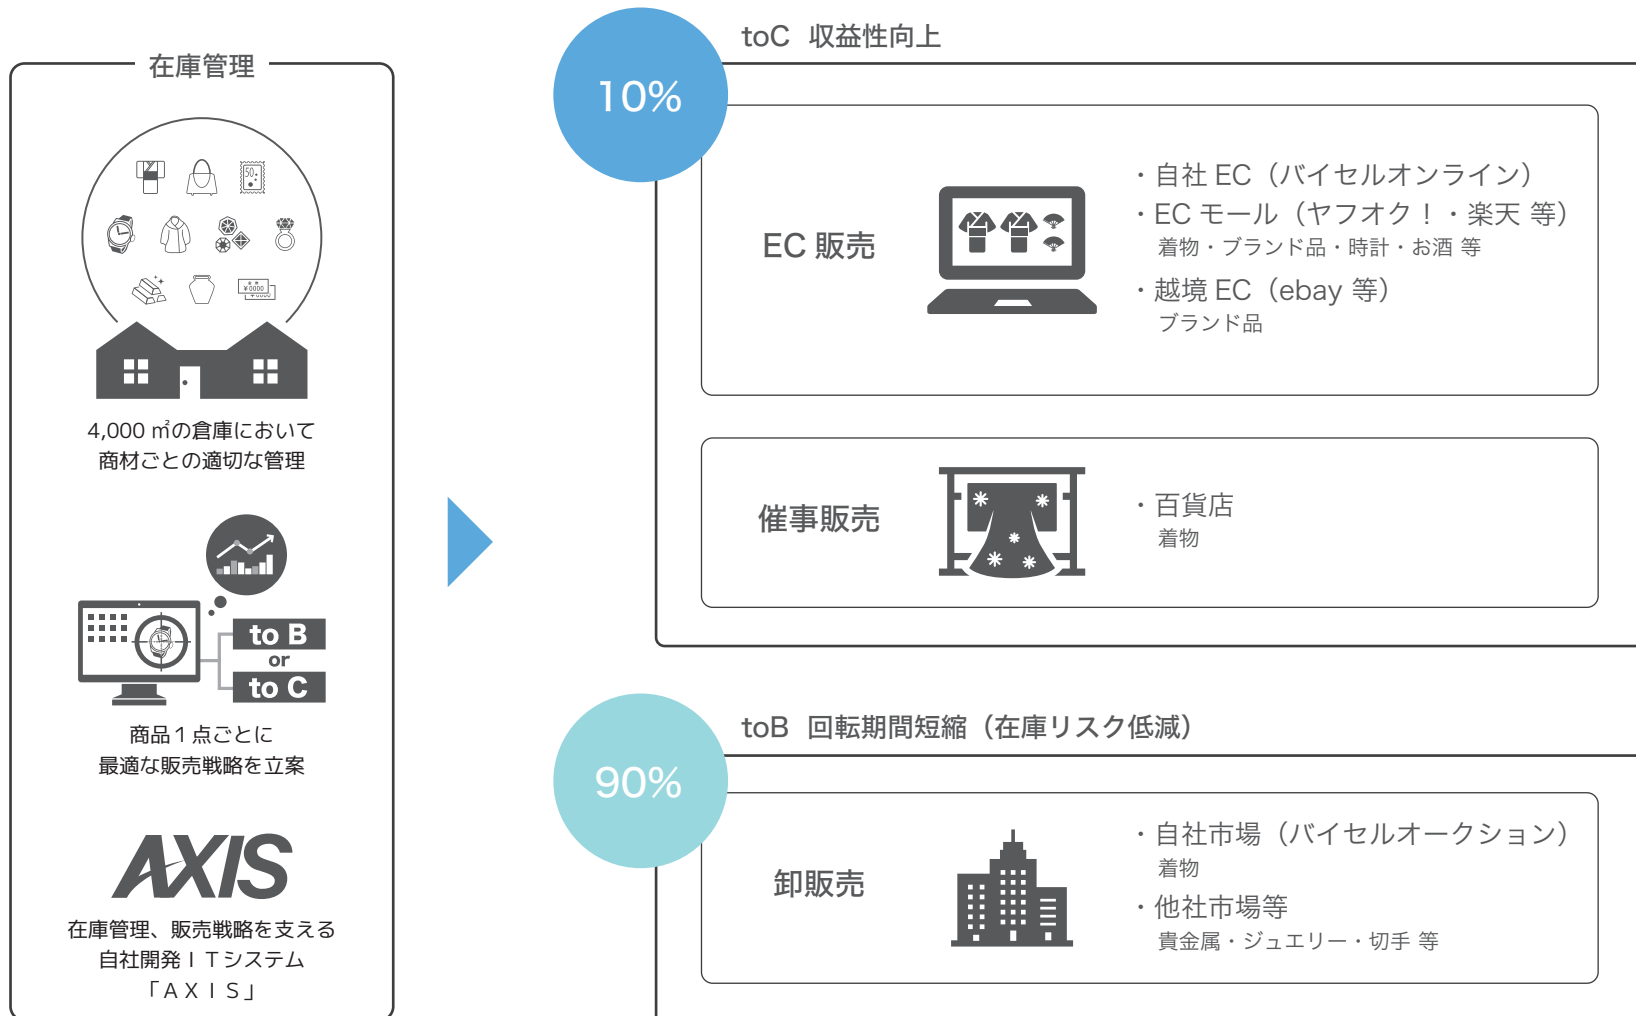 在庫管理
50
¥0000
4,000 ㎡の倉庫において
商材ごとの適切な管理
to B
or
to C
商品１点ごとに
最適な販売戦略を立案
AXIS
在庫管理、販売戦略を支える
自社開発ＩＴシステム
「ＡＸＩＳ」
10%
toC 収益性向上
EC 販売
・自社 EC（バイセルオンライン）
・EC モール（ヤフオク！・楽天 等）
着物・ブランド品・時計・お酒 等
・越境 EC（ebay 等）
ブランド品
催事販売
・百貨店
着物
90%
toB 回転期間短縮（在庫リスク低減）
卸販売
・自社市場（バイセルオークション）
着物
・他社市場等
貴金属・ジュエリー・切手 等